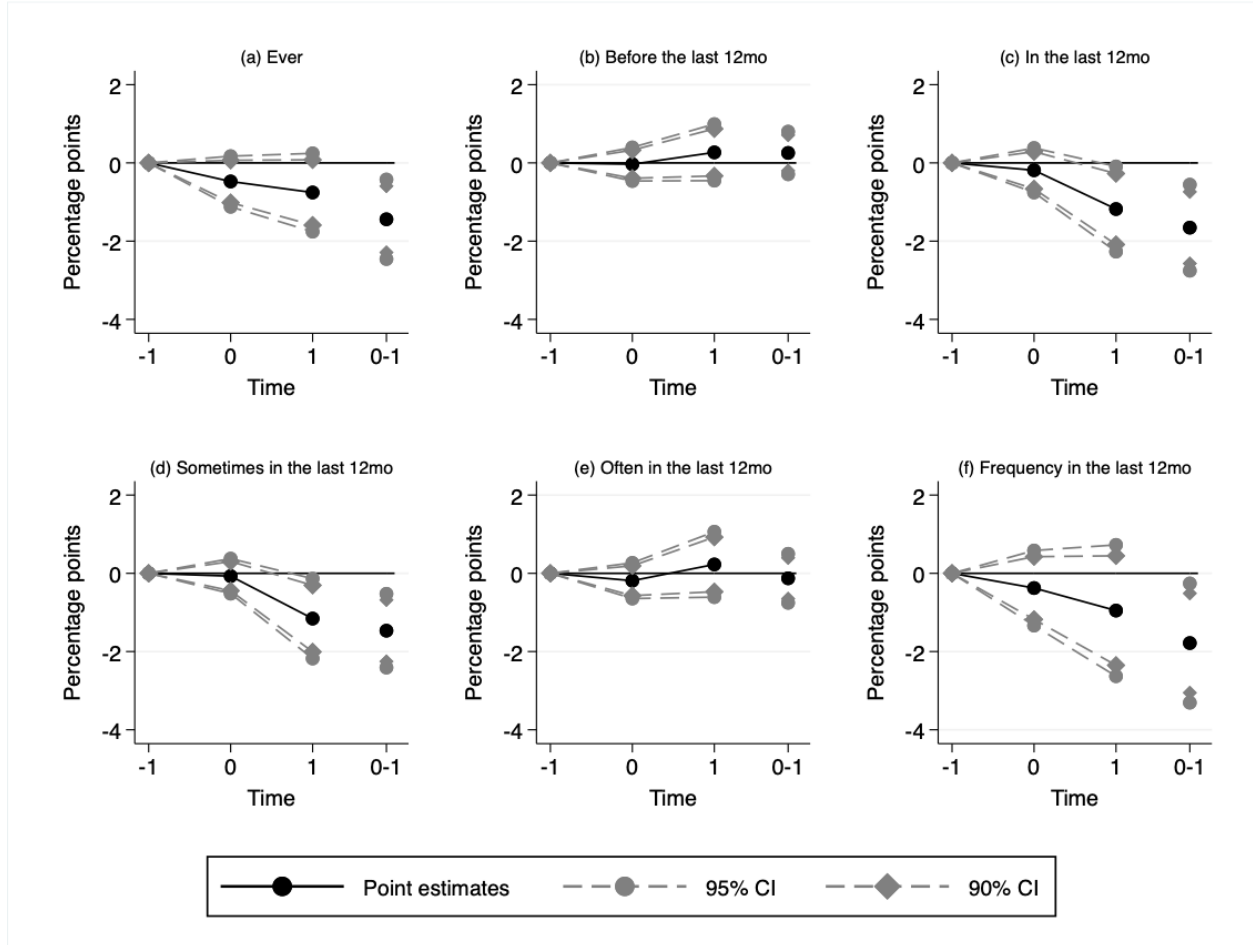 (a) Ever
(b) Before the last 12mo
(c) In the last 12mo
Percentage points
2
0
-2
-4
-1 0 1 0-1
Time
Percentage points
2
0
-2
-4
-1 0 1 0-1
Time
Percentage points
2
0
-2
-4
-1 0 1 0-1
Time
(d) Sometimes in the last 12mo
(e) Often in the last 12mo
(f) Frequency in the last 12mo
Percentage points
2
0
-2
-4
-1 0 1 0-1
Time
Percentage points
2
0
-2
-4
-1 0 1 0-1
Time
Percentage points
2
0
-2
-4
-1 0 1 0-1
Time
Point estimates 95% CI 90% CI